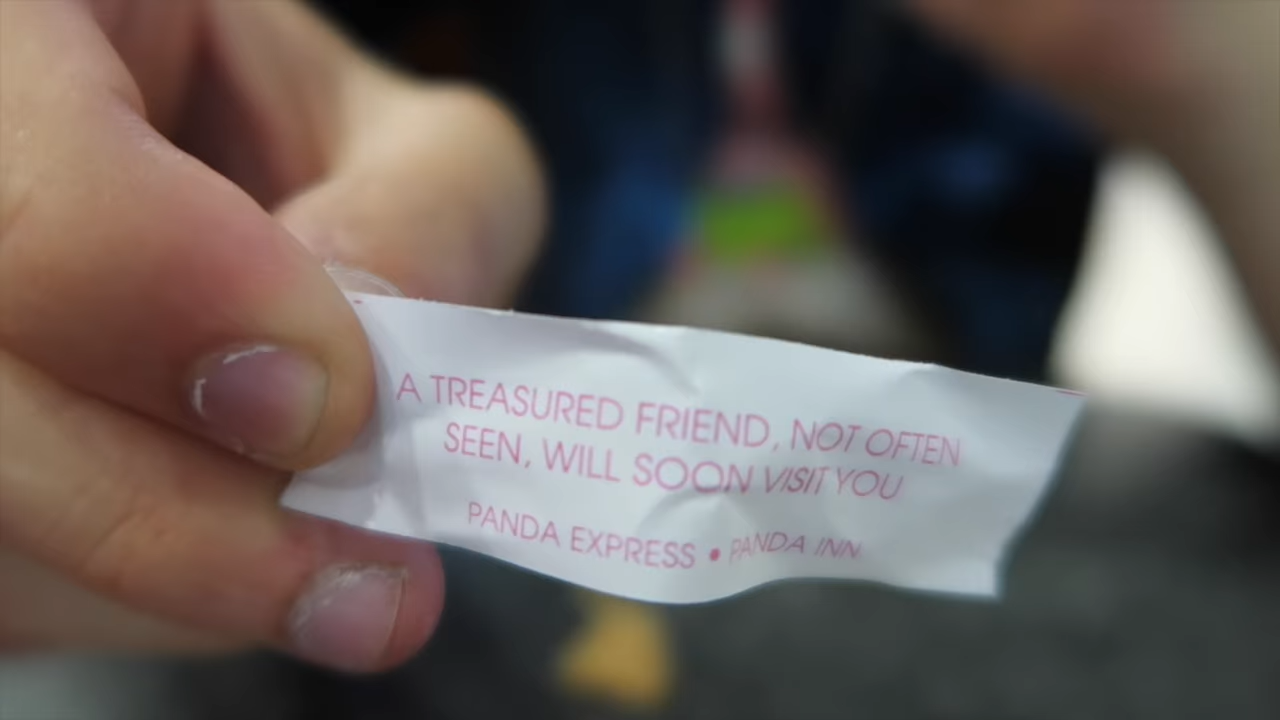 A TREASURED FRIEND, NOT OFTEN
SEEN, WILL SOON VISIT YOU
PANDA EXPRESS • PANDA INN